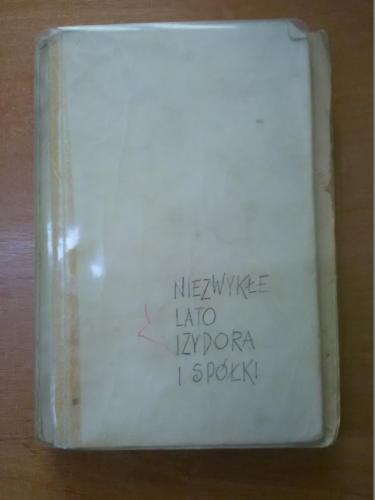 NIEZWYKŁE
LATO
IZYDORA
I SPÓŁKI